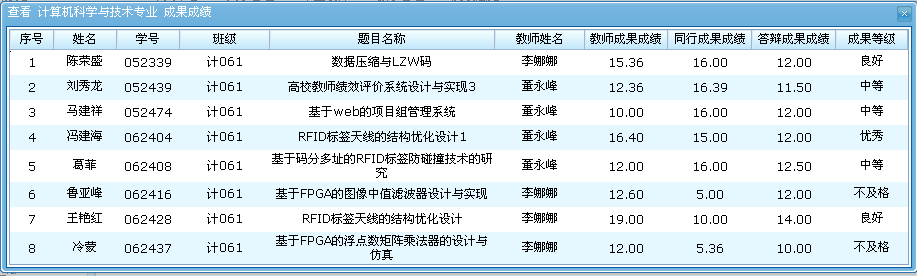 查看 计算机科学与技术专业 成果成绩
序号 姓名 学号 班级 题目名称 教师姓名 教师成果成绩 同行成果成绩 答辩成果成绩 成果等级
1 陈荣盛 052339 计061 数据压缩与LZW码 李娜娜 15.36 16.00 12.00 良好
2 刘秀龙 052439 计061 高校教师绩效评价系统设计与实现3 董永峰 12.36 16.39 11.50 中等
3 马建祥 052474 计061 基于web的项目组管理系统 董永峰 10.00 16.00 12.00 中等
4 冯建海 062404 计061 RFID标签天线的结构忧化设计1 董永峰 16.40 15.00 12.00 优秀
5 葛菲 062408 计061 基于码分多址的RFID标签防碰撞技术的研
究 董永峰 12.00 16.00 12.50 中等
6 鲁亚峰 062416 计061 基于FPGA的图像中值滤波器设计与实现 李娜娜 12.60 5.00 12.00 不及格
7 王艳红 062428 计061 RFID标签天线的结构优化设计 李娜娜 19.00 10.00 14.00 良好
8 冷蒙 062437 计061 基于FPGA的浮点数矩阵乘法器的设计与
仿真 李娜娜 12.00 5.36 10.00 不及格